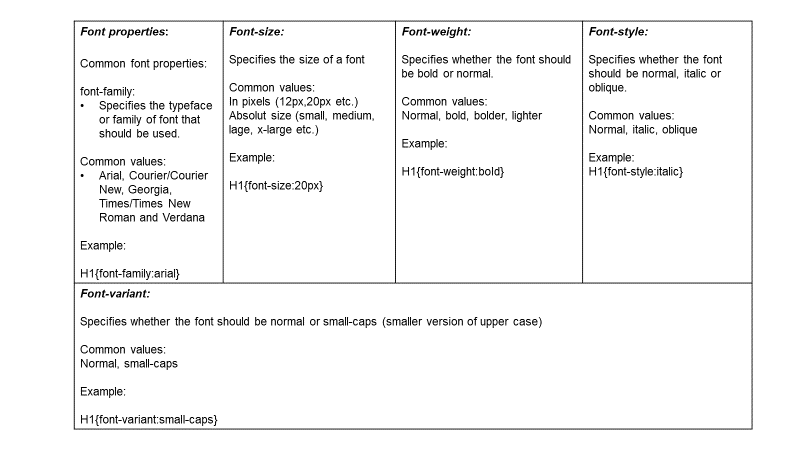 Font properties:
Common font properties:
font-family:
• Specifies the typeface
or family of font that
should be used.
Common values:
• Arial, Courier/Courier
New, Georgia,
Times/Times New
Roman and Verdana
Example:
H1{font-family:arial}
Font-size:
Specifies the size of a font
Common values:
In pixels (12px,20px etc.)
Absolut size (small, medium,
lage, x-large etc.)
Example:
H1{font-size:20px}
Font-weight:
Specifies whether the font should
be bold or normal.
Common values:
Normal, bold, bolder, lighter
Example:
H1{font-weight:bold}
Font-style:
Specifies whether the font
should be normal, italic or
oblique.
Common values:
Normal, italic, oblique
Example:
H1{font-style:italic}
Font-variant:
Specifies whether the font should be normal or small-caps (smaller version of upper case)
Common values:
Normal, small-caps
Example:
H1{font-variant:small-caps}